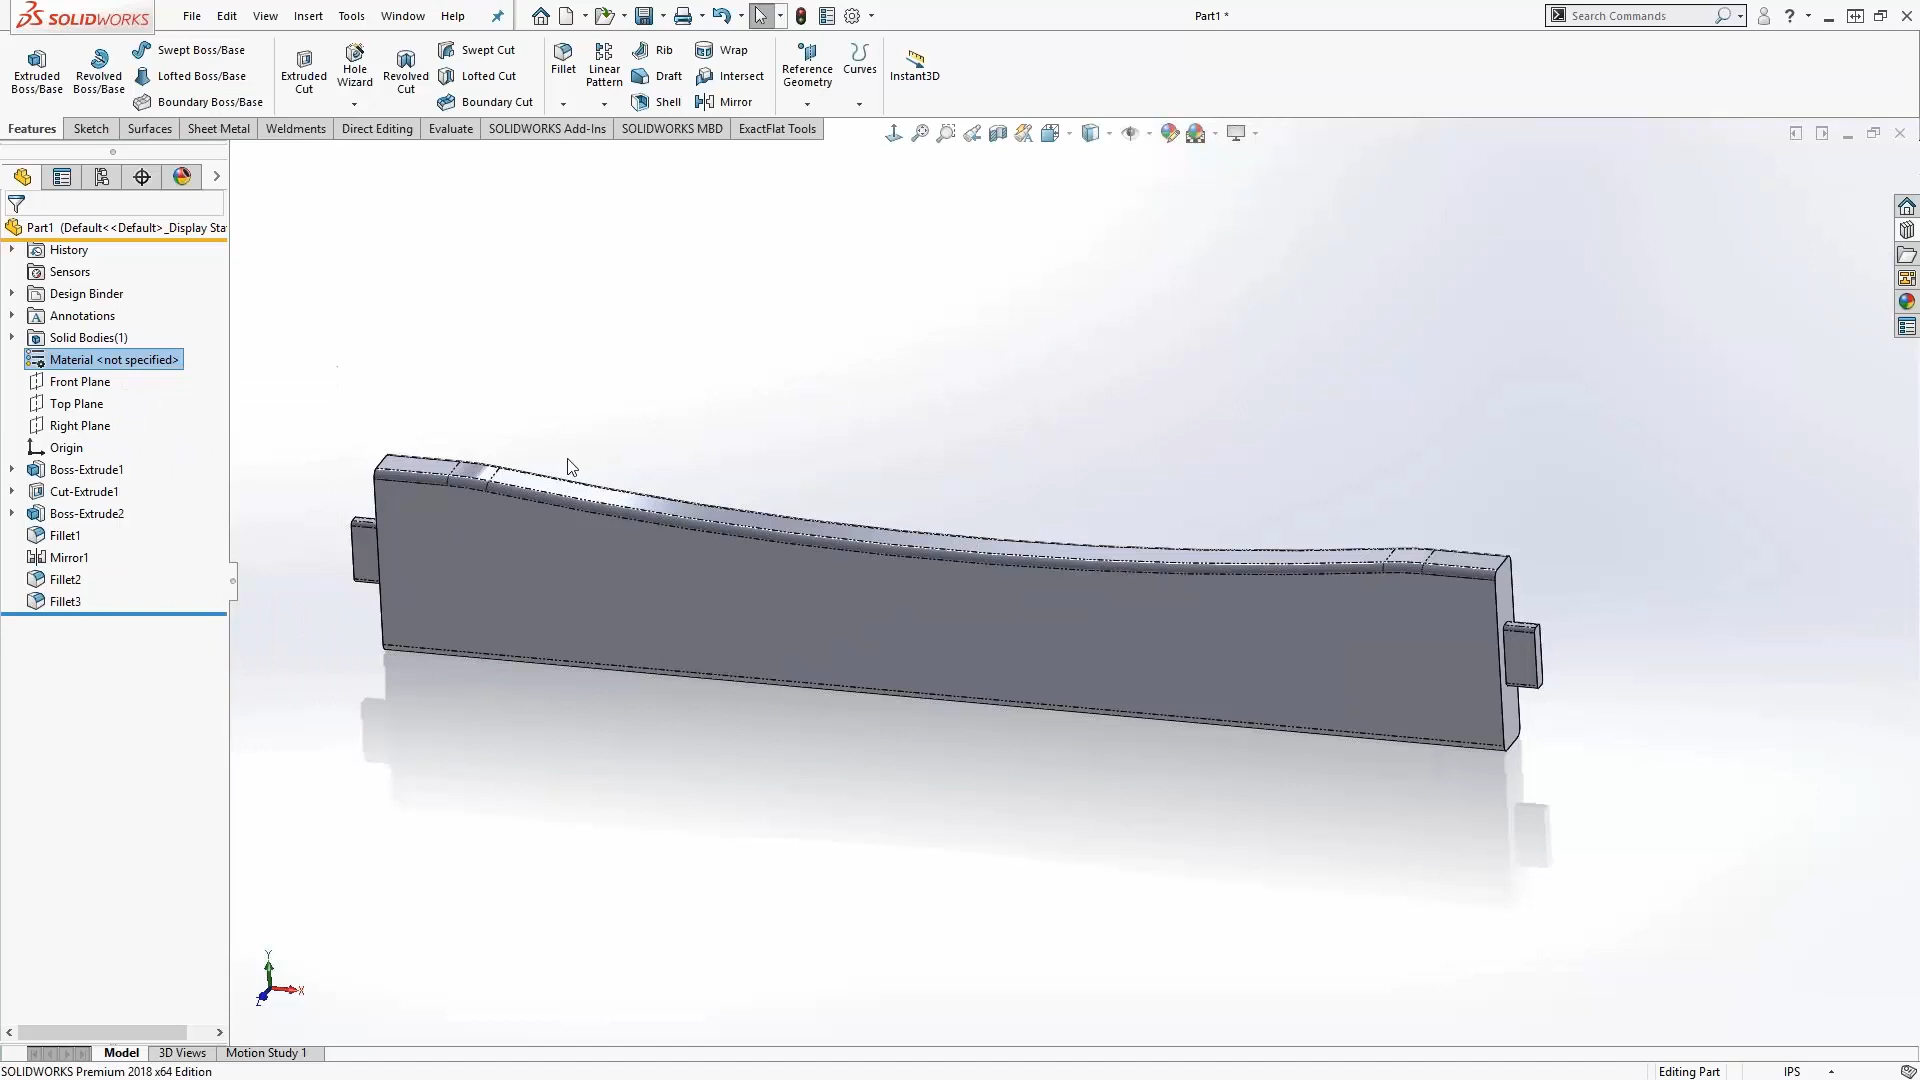 SOLIDWORKS File Edit View Insert Tools Window Help Part1 * Search Commands ?
Extruded Boss/Base
Revolved Boss/Base
Swept Boss/Base
Lofted Boss/Base
Boundary Boss/Base
Extruded Cut
Hole Wizard
Revolved Cut
Swept Cut
Lofted Cut
Boundary Cut
Fillet
Linear Pattern
Rib
Draft
Shell
Wrap
Intersect
Mirror
Reference Geometry
Curves
Instant3D
Features Sketch Surfaces Sheet Metal Weldments Direct Editing Evaluate SOLIDWORKS Add-Ins SOLIDWORKS MBD ExactFlat Tools
Part1 (Default<<Default>_Display Sta
History
Sensors
Design Binder
A Annotations
Solid Bodies(1)
Material <not specified>
Front Plane
Top Plane
Right Plane
Origin
Boss-Extrude1
Cut-Extrude1
Boss-Extrude2
Fillet1
Mirror1
Fillet2
Fillet3
Y
X
Z
Model 3D Views Motion Study 1
SOLIDWORKS Premium 2018 x64 Edition Editing Part IPS